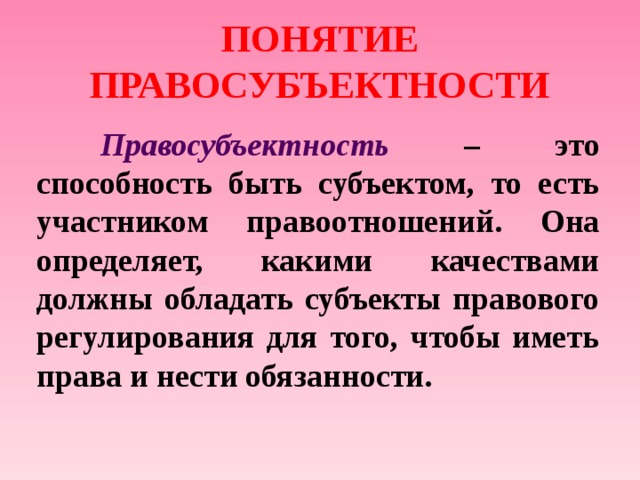 ПОНЯТИЕ
ПРАВОСУБЪЕКТНОСТИ
Правосубъектность – это
способность быть субъектом, то есть
участником правоотношений. Она
определяет, какими качествами
должны обладать субъекты правового
регулирования для того, чтобы иметь
права и нести обязанности.